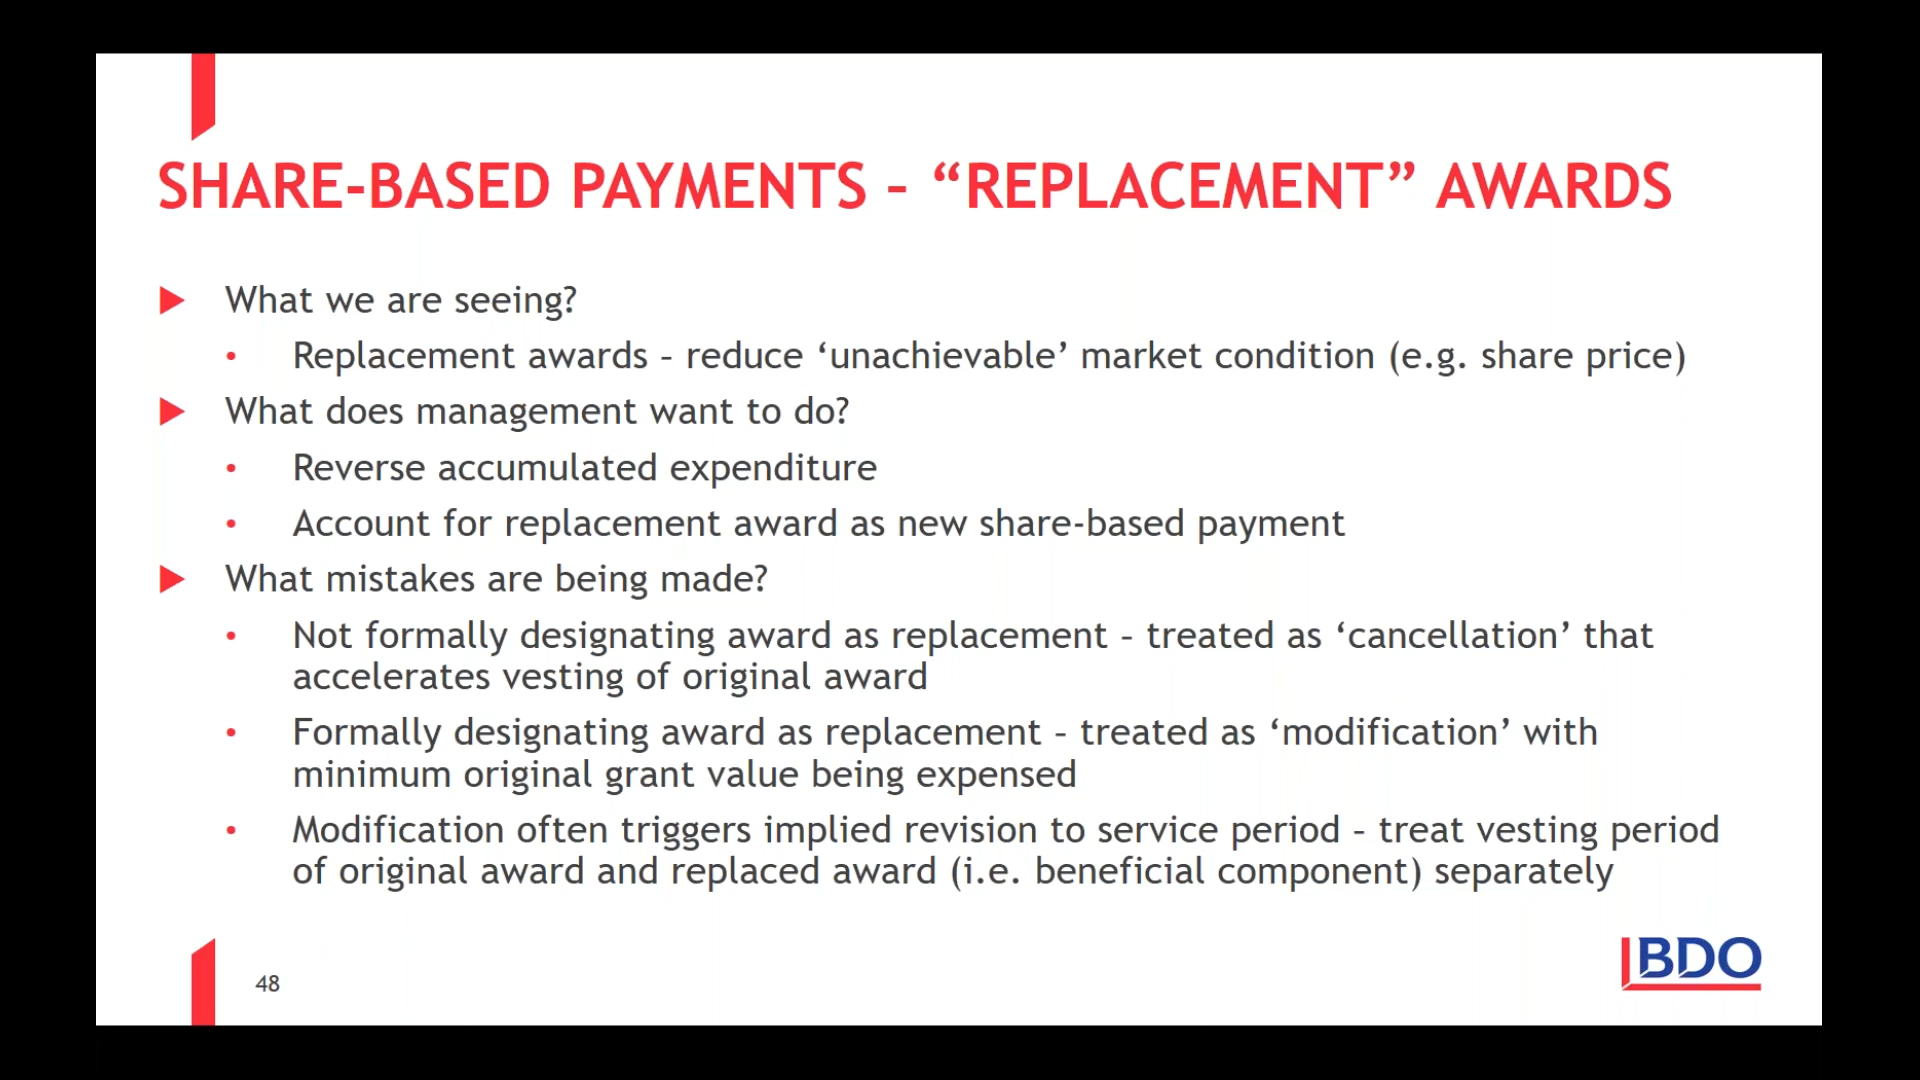 SHARE-BASED PAYMENTS – “REPLACEMENT” AWARDS
What we are seeing?
• Replacement awards – reduce ‘unachievable’ market condition (e.g. share price)
What does management want to do?
• Reverse accumulated expenditure
• Account for replacement award as new share-based payment
What mistakes are being made?
• Not formally designating award as replacement – treated as ‘cancellation’ that
accelerates vesting of original award
• Formally designating award as replacement – treated as ‘modification’ with
minimum original grant value being expensed
• Modification often triggers implied revision to service period – treat vesting period
of original award and replaced award (i.e. beneficial component) separately
48
BDO